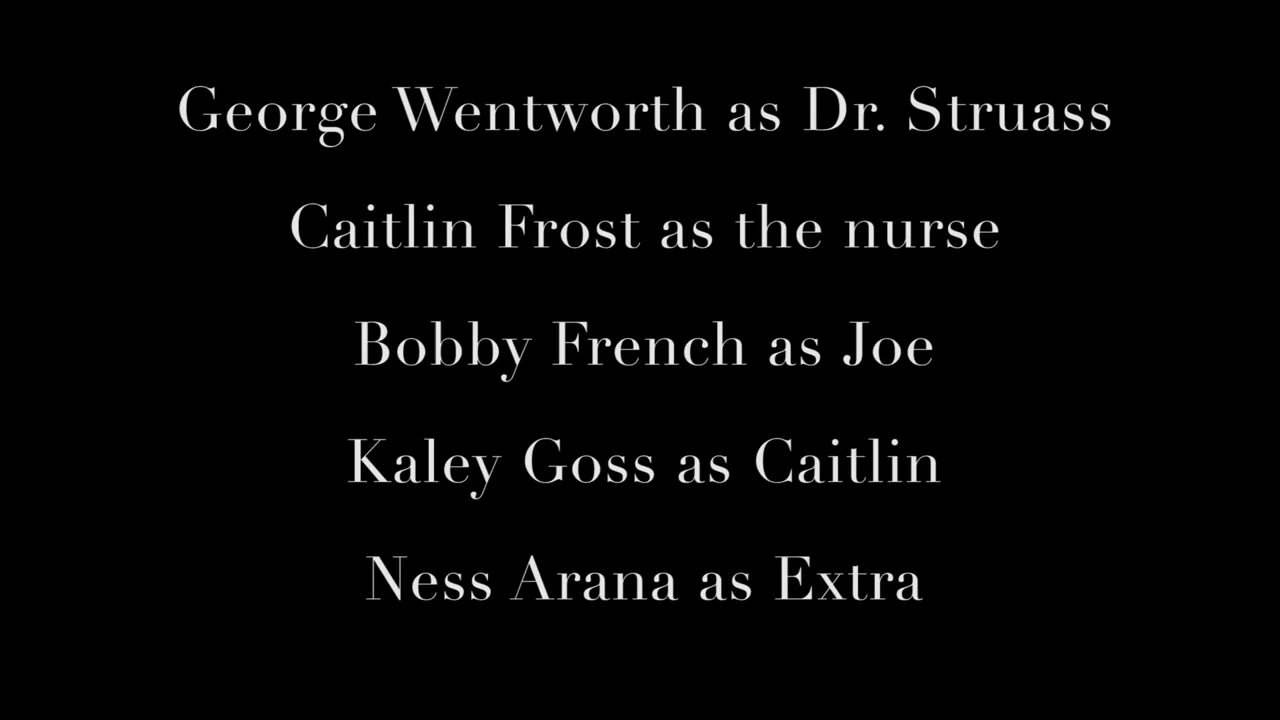 George Wentworth as Dr. Struass
Caitlin Frost as the nurse
Bobby French as Joe
Kaley Goss as Caitlin
Ness Arana as Extra